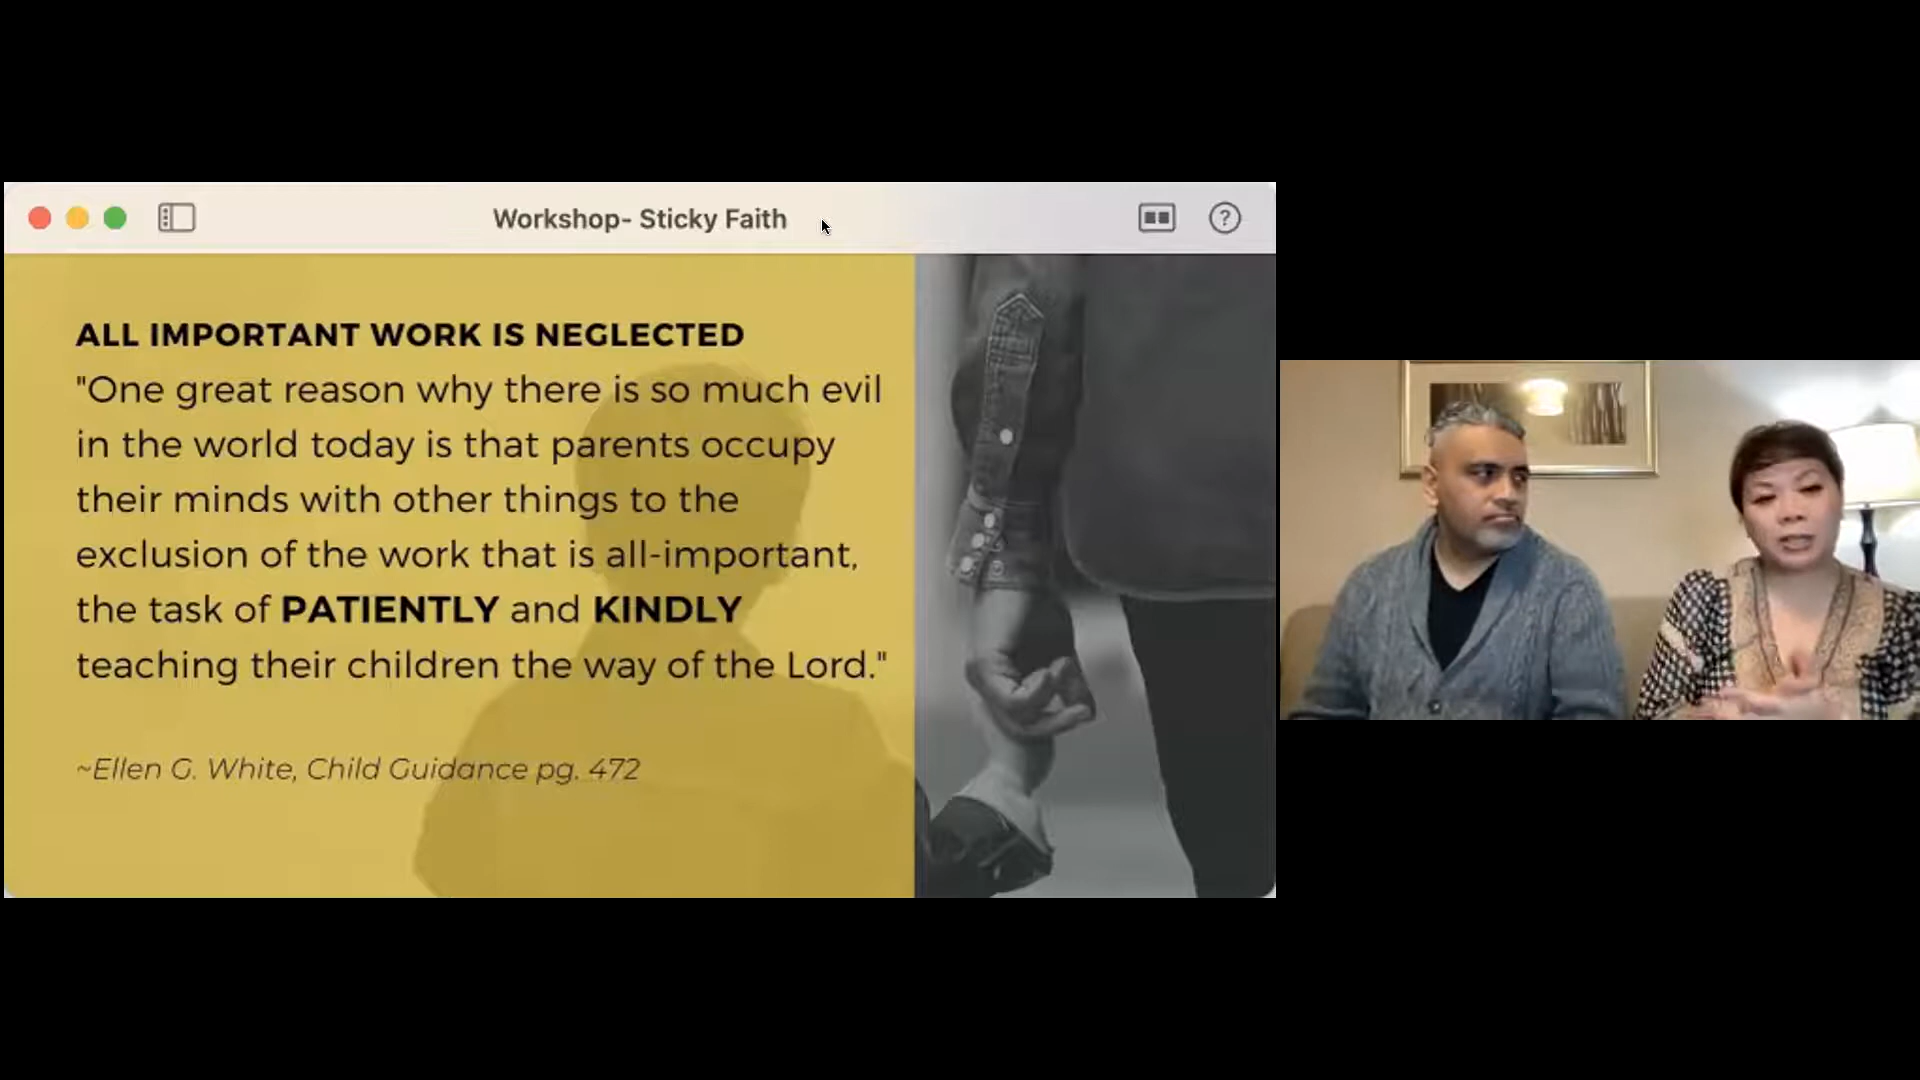 Workshop- Sticky Faith
ALL IMPORTANT WORK IS NEGLECTED
"One great reason why there is so much evil
in the world today is that parents occupy
their minds with other things to the
exclusion of the work that is all-important,
the task of PATIENTLY and KINDLY
teaching their children the way of the Lord."
~Ellen G. White, Child Guidance pg. 472